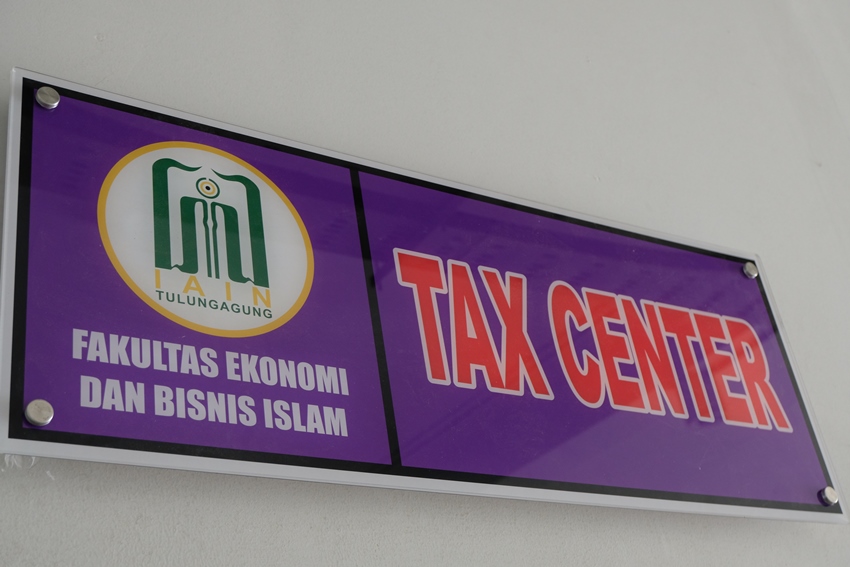 IAIN
TULUNGAGUNG
FAKULTAS EKONOMI
DAN BISNIS ISLAM
TAX CENTER